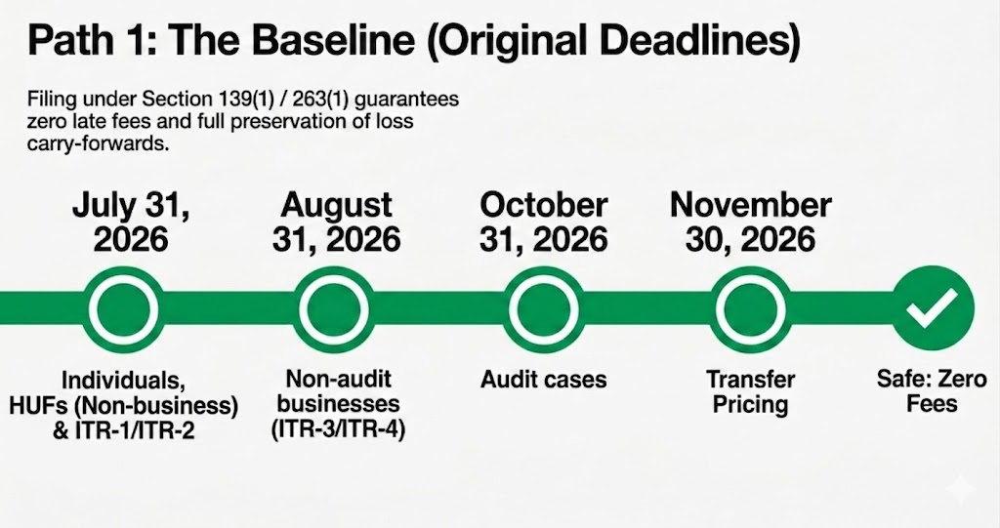 Path 1: The Baseline (Original Deadlines)
Filing under Section 139(1) / 263(1) guarantees
zero late fees and full preservation of loss
carry-forwards.
July 31,
2026
August
31, 2026
October
31, 2026
November
30, 2026
Individuals,
HUFs (Non-business)
& ITR-1/ITR-2
Non-audit
businesses
(ITR-3/ITR-4)
Audit cases
Transfer
Pricing
Safe: Zero
Fees